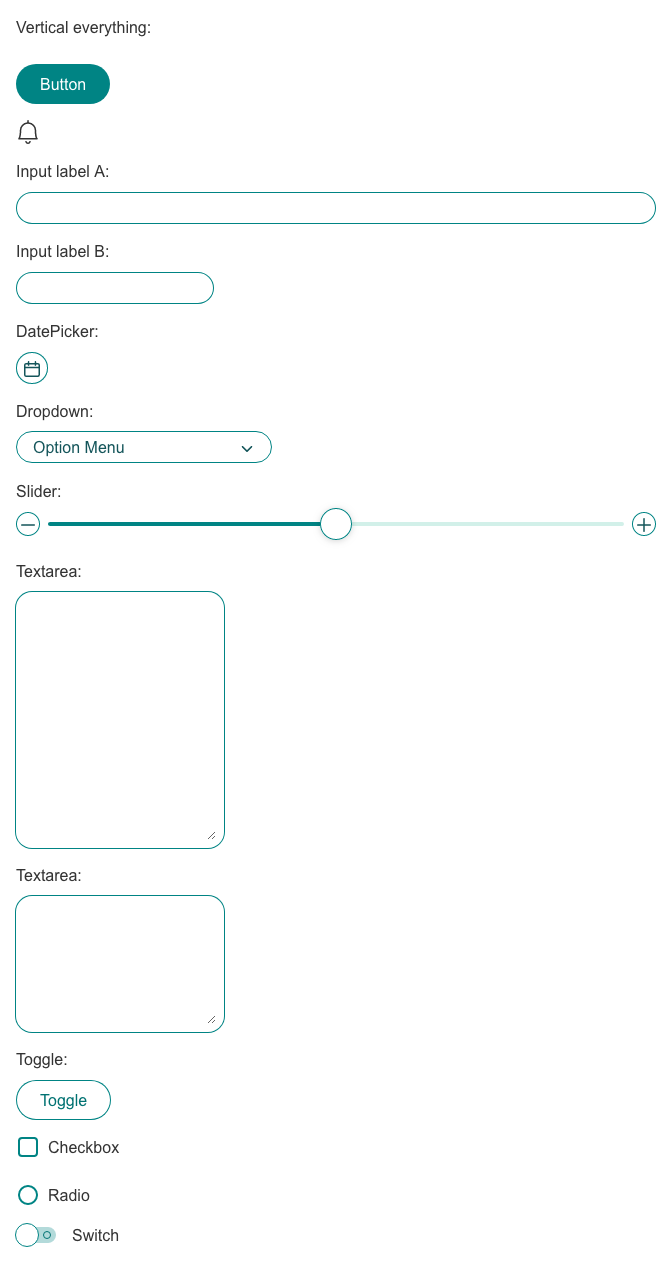 Vertical everything:
Button
Input label A:
Input label B:
DatePicker:
Dropdown:
Option Menu
Slider:
Textarea:
Textarea:
Toggle:
Toggle
Checkbox
Radio
Switch